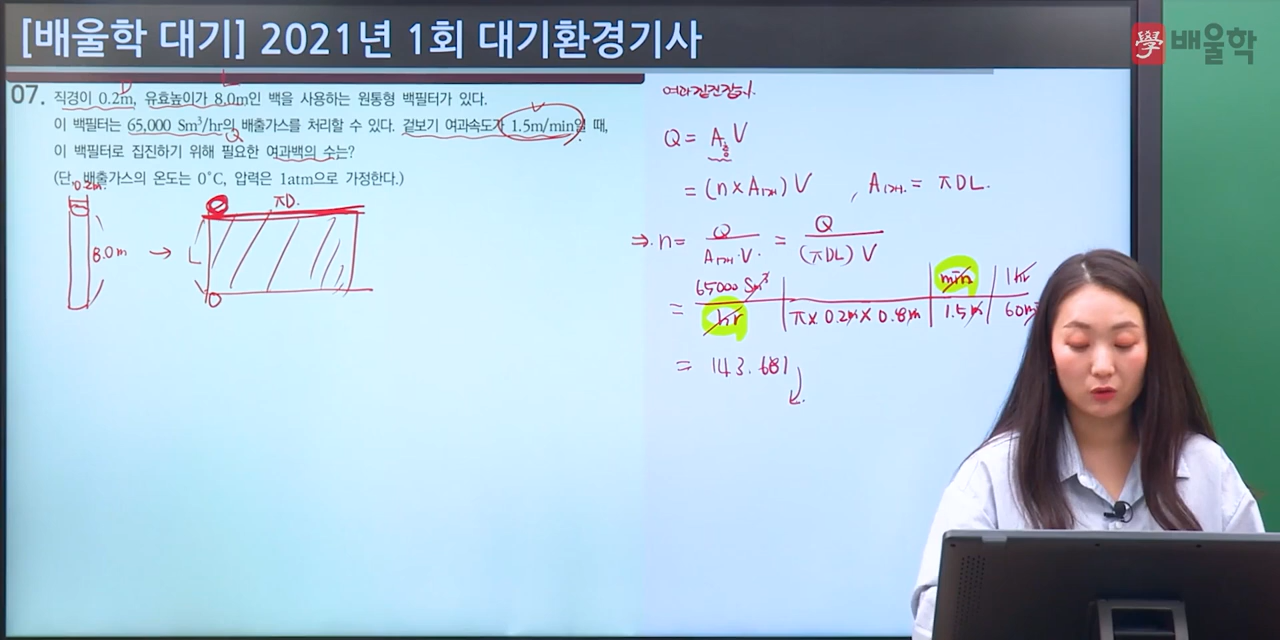 [배울학 대기] 2021년 1회 대기환경기사
學 배울학
07. 직경이 0.2m, 유효높이가 8.0m인 백을 사용하는 원통형 백필터가 있다.
이 백필터는 65,000 Sm³/hr의 배출가스를 처리할 수 있다. 겉보기 여과속도가 1.5m/min일 때,
이 백필터로 집진하기 위해 필요한 여과백의 수는?
(단, 배출가스의 온도는 0°C, 압력은 1atm으로 가정한다.)
D L V
Q
0.2m
8.0m
πD.
L
여과집진장치.
Q = A V
= (n × A1개) V , A1개. = πDL.
⇒. n = Q / A1개·V. = Q / (πDL) V
= 65000 Sm³ / hr | / π × 0.2m × 0.8m | min / 1.5m | 1hr / 60m
= 143.681